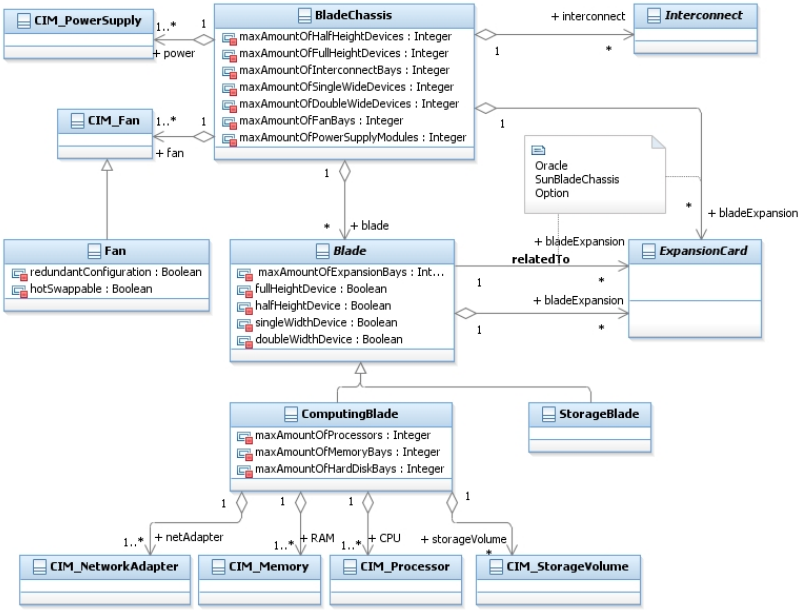 CIM_PowerSupply
1..*
+ power
1
BladeChassis
maxAmountOfHalfHeightDevices : Integer
maxAmountOfFullHeightDevices : Integer
maxAmountOfInterconnectBays : Integer
maxAmountOfSingleWideDevices : Integer
maxAmountOfDoubleWideDevices : Integer
maxAmountOfFanBays : Integer
maxAmountOfPowerSupplyModules : Integer
+ interconnect
1
*
Interconnect
CIM_Fan
1..*
1
+ fan
1
Oracle
SunBladeChassis
Option
*
+ bladeExpansion
1
*
+ blade
Fan
redundantConfiguration : Boolean
hotSwappable : Boolean
Blade
maxAmountOfExpansionBays : Int...
fullHeightDevice : Boolean
halfHeightDevice : Boolean
singleWidthDevice : Boolean
doubleWidthDevice : Boolean
+ bladeExpansion
relatedTo
1
*
+ bladeExpansion
1
*
ExpansionCard
ComputingBlade
maxAmountOfProcessors : Integer
maxAmountOfMemoryBays : Integer
maxAmountOfHardDiskBays : Integer
StorageBlade
1
1
1
1
1..*
+ netAdapter
1..*
+ RAM
1..*
+ CPU
+ storageVolume
*
CIM_NetworkAdapter
CIM_Memory
CIM_Processor
CIM_StorageVolume